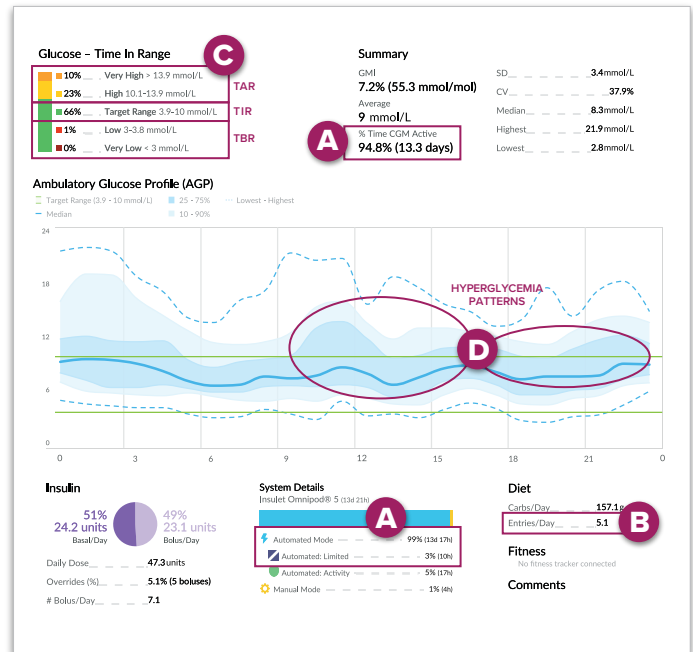 Glucose – Time In Range
C
10% Very High > 13.9 mmol/L
23% High 10.1-13.9 mmol/L
TAR
66% Target Range 3.9-10 mmol/L
TIR
1% Low 3-3.8 mmol/L
TBR
0% Very Low < 3 mmol/L
Summary
GMI
7.2% (55.3 mmol/mol)
Average
9 mmol/L
A
% Time CGM Active
94.8% (13.3 days)
SD 3.4mmol/L
CV 37.9%
Median 8.3mmol/L
Highest 21.9mmol/L
Lowest 2.8mmol/L
Ambulatory Glucose Profile (AGP)
Target Range (3.9 - 10 mmol/L) 25 - 75% Lowest - Highest
Median 10 - 90%
24
18
12
6
0
HYPERGLYCEMIA
PATTERNS
D
0 3 6 9 12 15 18 21 0
Insulin
51%
24.2 units
Basal/Day
49%
23.1 units
Bolus/Day
Daily Dose 47.3units
Overrides (%) 5.1% (5 boluses)
# Bolus/Day 7.1
System Details
Insulet Omnipod® 5 (13d 21h)
A
Automated Mode 99% (13d 17h)
Automated: Limited 3% (10h)
Automated: Activity 5% (17h)
Manual Mode 1% (4h)
Diet
Carbs/Day 157.1g
Entries/Day 5.1
B
Fitness
No fitness tracker connected
Comments